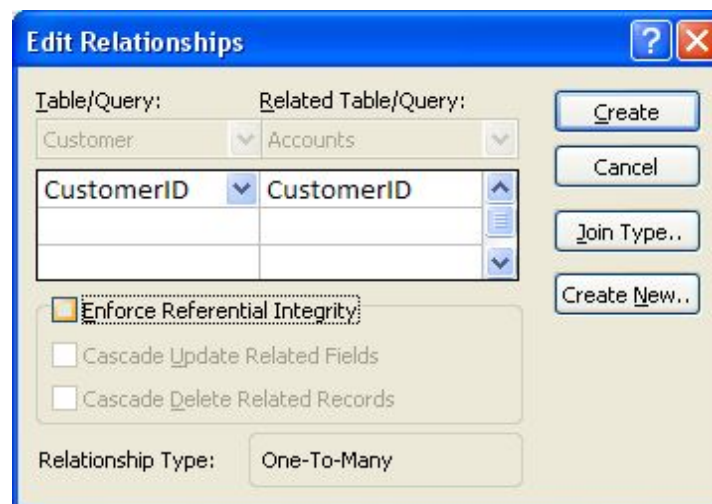 Edit Relationships
Table/Query: Related Table/Query:
Customer Accounts
CustomerID CustomerID
Enforce Referential Integrity
Cascade Update Related Fields
Cascade Delete Related Records
Relationship Type: One-To-Many
Create
Cancel
Join Type..
Create New..